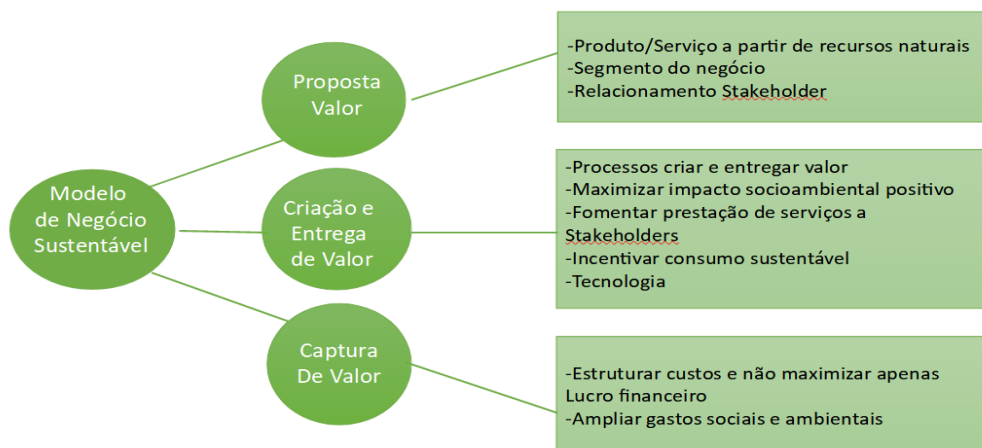 Modelo
de Negócio
Sustentável
Proposta
Valor
-Produto/Serviço a partir de recursos naturais
-Segmento do negócio
-Relacionamento Stakeholder
Criação e
Entrega
de Valor
-Processos criar e entregar valor
-Maximizar impacto socioambiental positivo
-Fomentar prestação de serviços a
Stakeholders
-Incentivar consumo sustentável
-Tecnologia
Captura
De Valor
-Estruturar custos e não maximizar apenas
Lucro financeiro
-Ampliar gastos sociais e ambientais